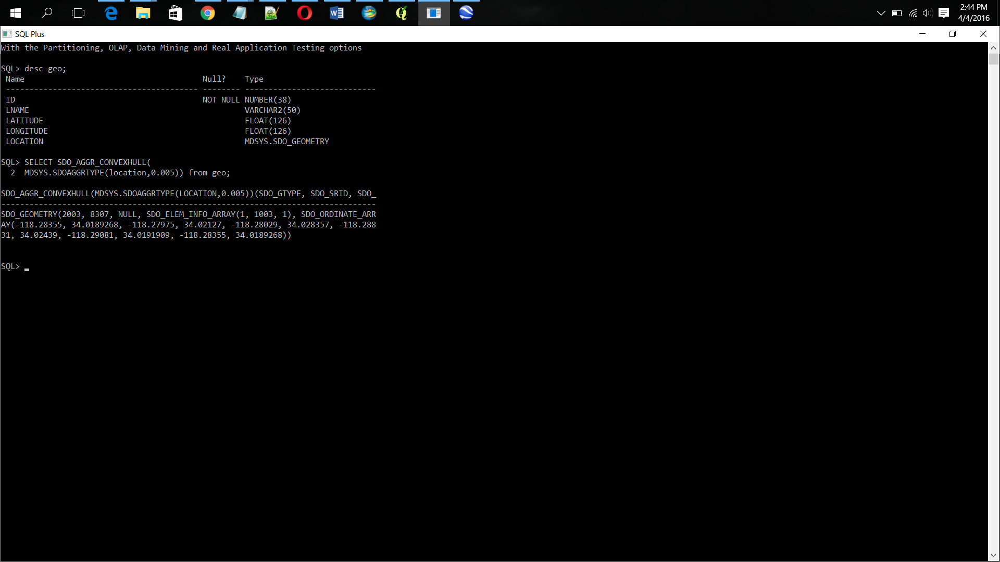 2:44 PM
4/4/2016
SQL Plus
With the Partitioning, OLAP, Data Mining and Real Application Testing options
SQL> desc geo;
 Name                                      Null?    Type
 ----------------------------------------- -------- ----------------------------
 ID                                        NOT NULL NUMBER(38)
 LNAME                                              VARCHAR2(50)
 LATITUDE                                           FLOAT(126)
 LONGITUDE                                          FLOAT(126)
 LOCATION                                           MDSYS.SDO_GEOMETRY
SQL> SELECT SDO_AGGR_CONVEXHULL(
  2  MDSYS.SDOAGGRTYPE(location,0.005)) from geo;
SDO_AGGR_CONVEXHULL(MDSYS.SDOAGGRTYPE(LOCATION,0.005))(SDO_GTYPE, SDO_SRID, SDO_
--------------------------------------------------------------------------------
SDO_GEOMETRY(2003, 8307, NULL, SDO_ELEM_INFO_ARRAY(1, 1003, 1), SDO_ORDINATE_ARR
AY(-118.28355, 34.0189268, -118.27975, 34.02127, -118.28029, 34.028357, -118.288
31, 34.02439, -118.29081, 34.0191909, -118.28355, 34.0189268))
SQL> _